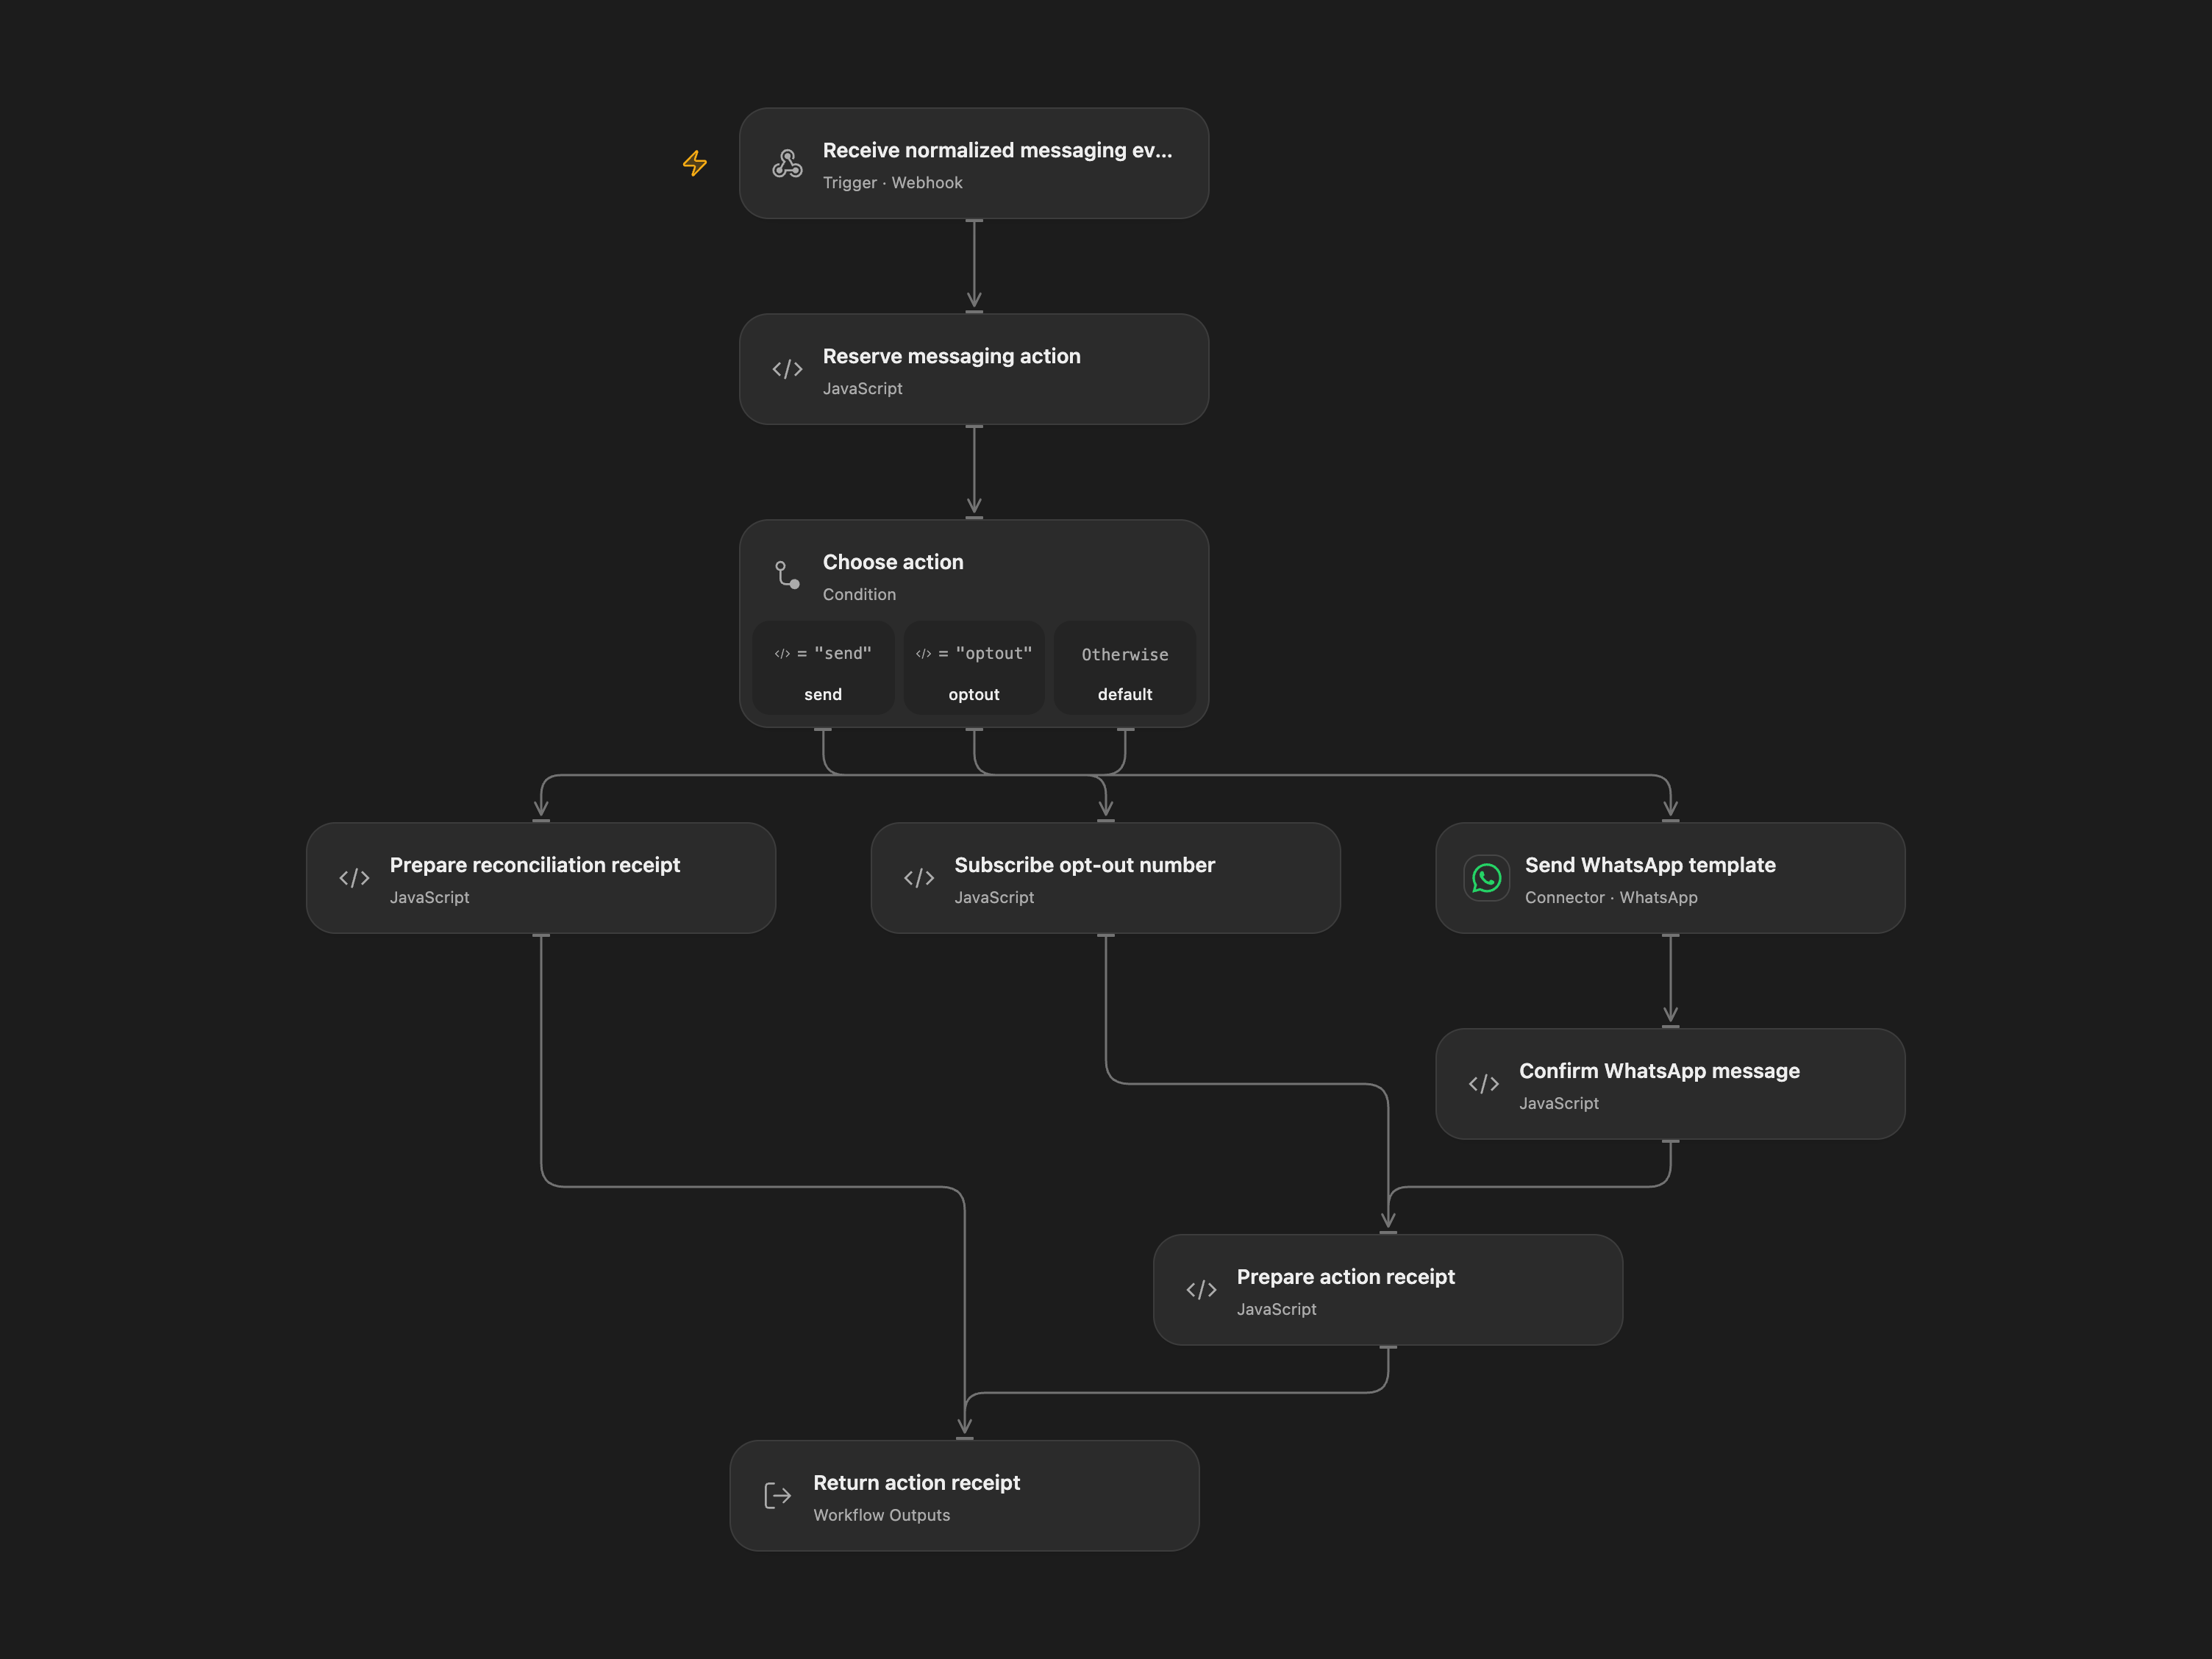 Receive normalized messaging ev...
Trigger · Webhook
Reserve messaging action
JavaScript
Choose action
Condition
</> = "send"
send
</> = "optout"
optout
Otherwise
default
Prepare reconciliation receipt
JavaScript
Subscribe opt-out number
JavaScript
Send WhatsApp template
Connector · WhatsApp
Confirm WhatsApp message
JavaScript
Prepare action receipt
JavaScript
Return action receipt
Workflow Outputs